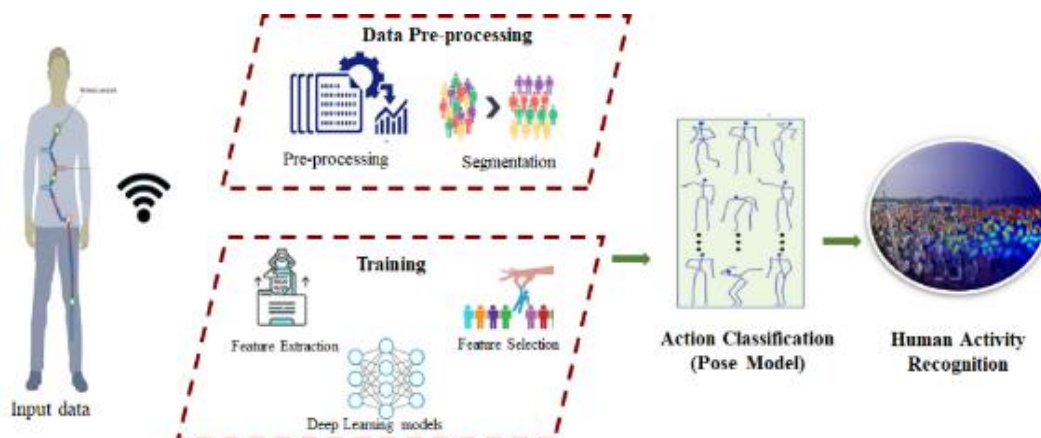 Data Pre-processing
Pre-processing
Segmentation
Training
Feature Extraction
Feature Selection
Deep Learning models
Input data
Action Classification
(Pose Model)
Human Activity
Recognition